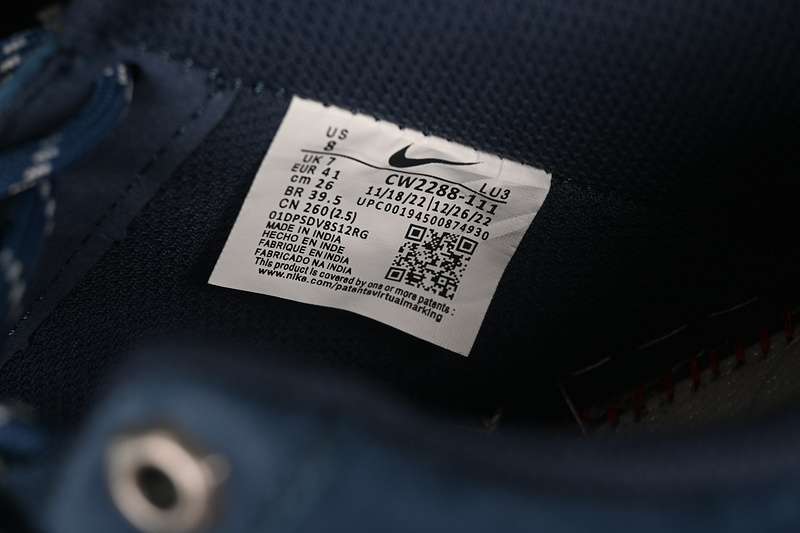 US
8
UK 7
EUR 41
cm 26
BR 39.5
CN 260(2.5)
01DPSDV8S12RG
MADE IN INDIA
HECHO EN INDE
FABRIQUE EN INDIA
FABRICADO NA INDIA
This product is covered by one or more patents :
www.nike.com/patentsvirtualmarking
LU3
CW2288-111
11/18/22|12/26/22
UPC00194500874930